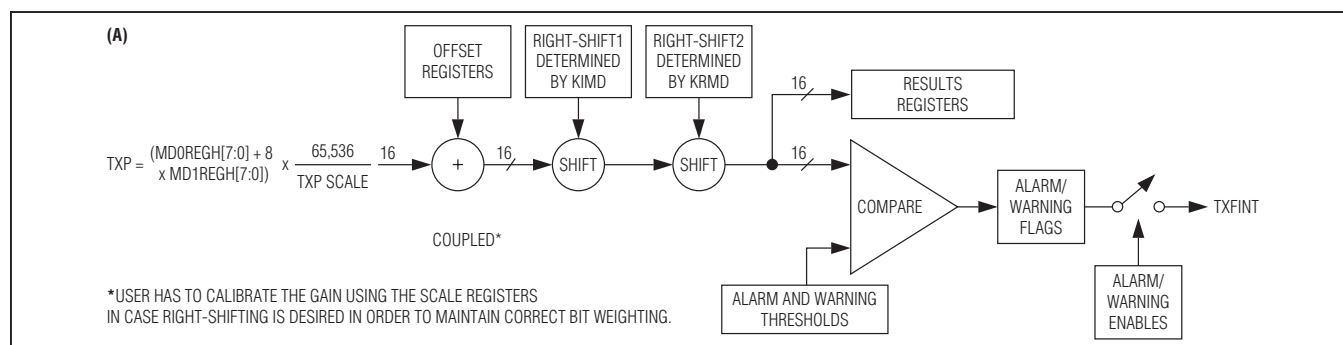 (A)
OFFSET
REGISTERS
RIGHT-SHIFT1
DETERMINED
BY KIMD
RIGHT-SHIFT2
DETERMINED
BY KRMD
16
RESULTS
REGISTERS
TXP = (MD0REGH[7:0] + 8
x MD1REGH[7:0]) x 65,536
TXP SCALE
16
+
16
SHIFT
SHIFT
16
COMPARE
ALARM/
WARNING
FLAGS
TXFINT
COUPLED*
ALARM AND WARNING
THRESHOLDS
ALARM/
WARNING
ENABLES
*USER HAS TO CALIBRATE THE GAIN USING THE SCALE REGISTERS
IN CASE RIGHT-SHIFTING IS DESIRED IN ORDER TO MAINTAIN CORRECT BIT WEIGHTING.